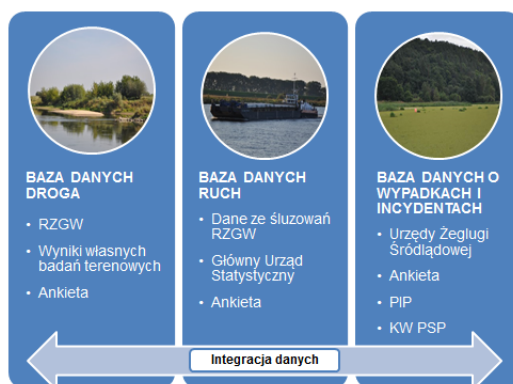 BAZA DANYCH
DROGA
• RZGW
• Wyniki własnych
badań terenowych
• Ankieta
BAZA DANYCH
RUCH
• Dane ze śluzowań
RZGW
• Główny Urząd
Statystyczny
• Ankieta
BAZA DANYCH O
WYPADKACH I
INCYDENTACH
• Urzędy Żeglugi
Śródlądowej
• Ankieta
• PIP
• KW PSP
Integracja danych